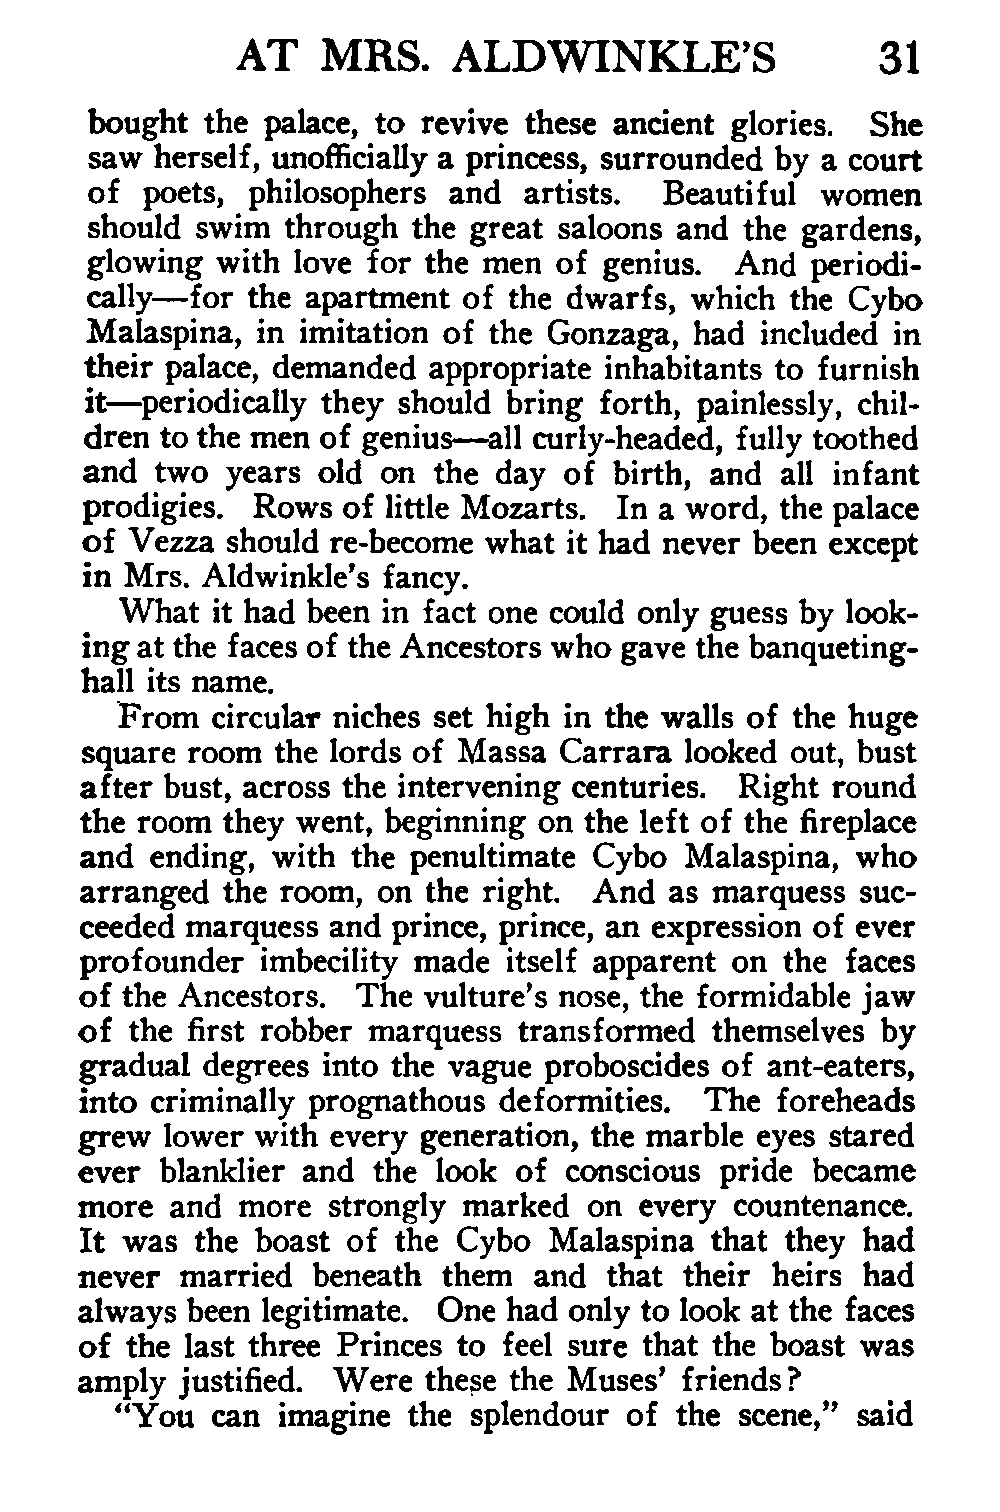 AT MRS. ALDWINKLE'S 31
bought the palace, to revive these ancient glories. She
saw herself, unofficially a princess, surrounded by a court
of poets, philosophers and artists. Beautiful women
should swim through the great saloons and the gardens,
glowing with love for the men of genius. And periodi-
cally—for the apartment of the dwarfs, which the Cybo
Malaspina, in imitation of the Gonzaga, had included in
their palace, demanded appropriate inhabitants to furnish
it—periodically they should bring forth, painlessly, chil-
dren to the men of genius—all curly-headed, fully toothed
and two years old on the day of birth, and all infant
prodigies. Rows of little Mozarts. In a word, the palace
of Vezza should re-become what it had never been except
in Mrs. Aldwinkle's fancy.
What it had been in fact one could only guess by look-
ing at the faces of the Ancestors who gave the banqueting-
hall its name.
From circular niches set high in the walls of the huge
square room the lords of Massa Carrara looked out, bust
after bust, across the intervening centuries. Right round
the room they went, beginning on the left of the fireplace
and ending, with the penultimate Cybo Malaspina, who
arranged the room, on the right. And as marquess suc-
ceeded marquess and prince, prince, an expression of ever
profounder imbecility made itself apparent on the faces
of the Ancestors. The vulture's nose, the formidable jaw
of the first robber marquess transformed themselves by
gradual degrees into the vague proboscides of ant-eaters,
into criminally prognathous deformities. The foreheads
grew lower with every generation, the marble eyes stared
ever blanklier and the look of conscious pride became
more and more strongly marked on every countenance.
It was the boast of the Cybo Malaspina that they had
never married beneath them and that their heirs had
always been legitimate. One had only to look at the faces
of the last three Princes to feel sure that the boast was
amply justified. Were these the Muses' friends?
"You can imagine the splendour of the scene," said